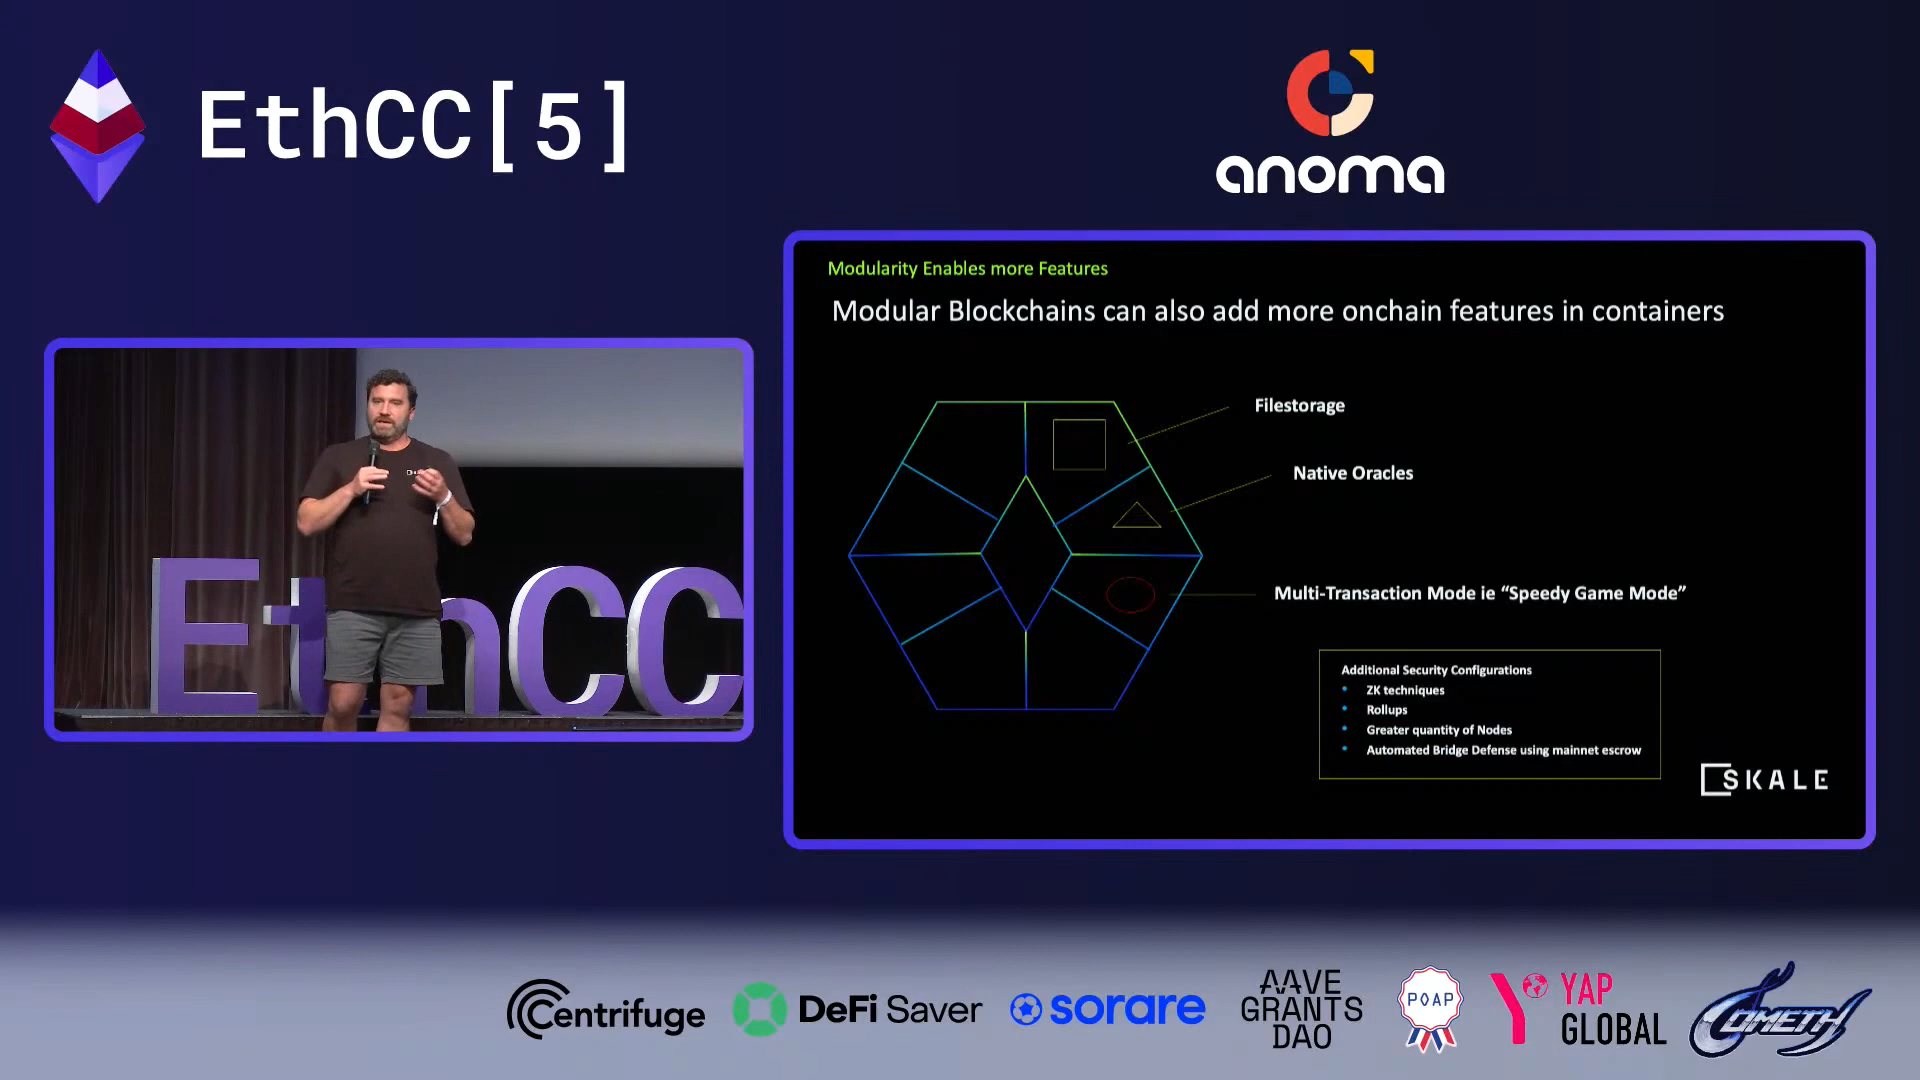 EthCC[5]
anoma
Modularity Enables more Features
Modular Blockchains can also add more onchain features in containers
Filestorage
Native Oracles
Multi-Transaction Mode ie “Speedy Game Mode”
Additional Security Configurations
• ZK techniques
• Rollups
• Greater quantity of Nodes
• Automated Bridge Defense using mainnet escrow
SKALE
EthCC
Centrifuge
DeFi Saver
sorare
AAVE
GRANTS
DAO
POAP
YAP
GLOBAL
COMETH